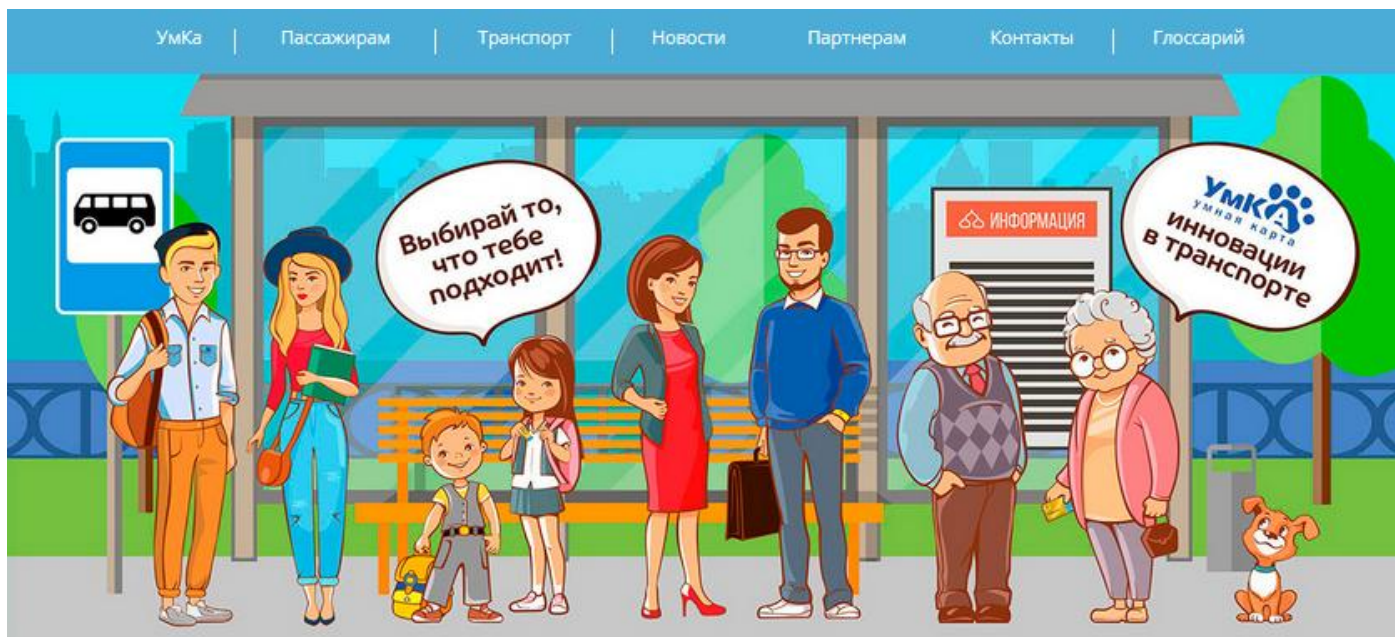 УмКа | Пассажирам | Транспорт | Новости Партнерам Контакты | Глоссарий
Выбирай то,
что тебе
подходит!
ИНФОРМАЦИЯ
УмКА
умная карта
инновации
в транспорте